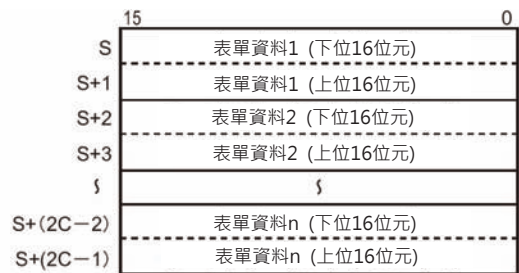 15 0
S 表單資料1 (下位16位元)
S+1 表單資料1 (上位16位元)
S+2 表單資料2 (下位16位元)
S+3 表單資料2 (上位16位元)
∫ ∫
S+(2C－2) 表單資料n (下位16位元)
S+(2C－1) 表單資料n (上位16位元)